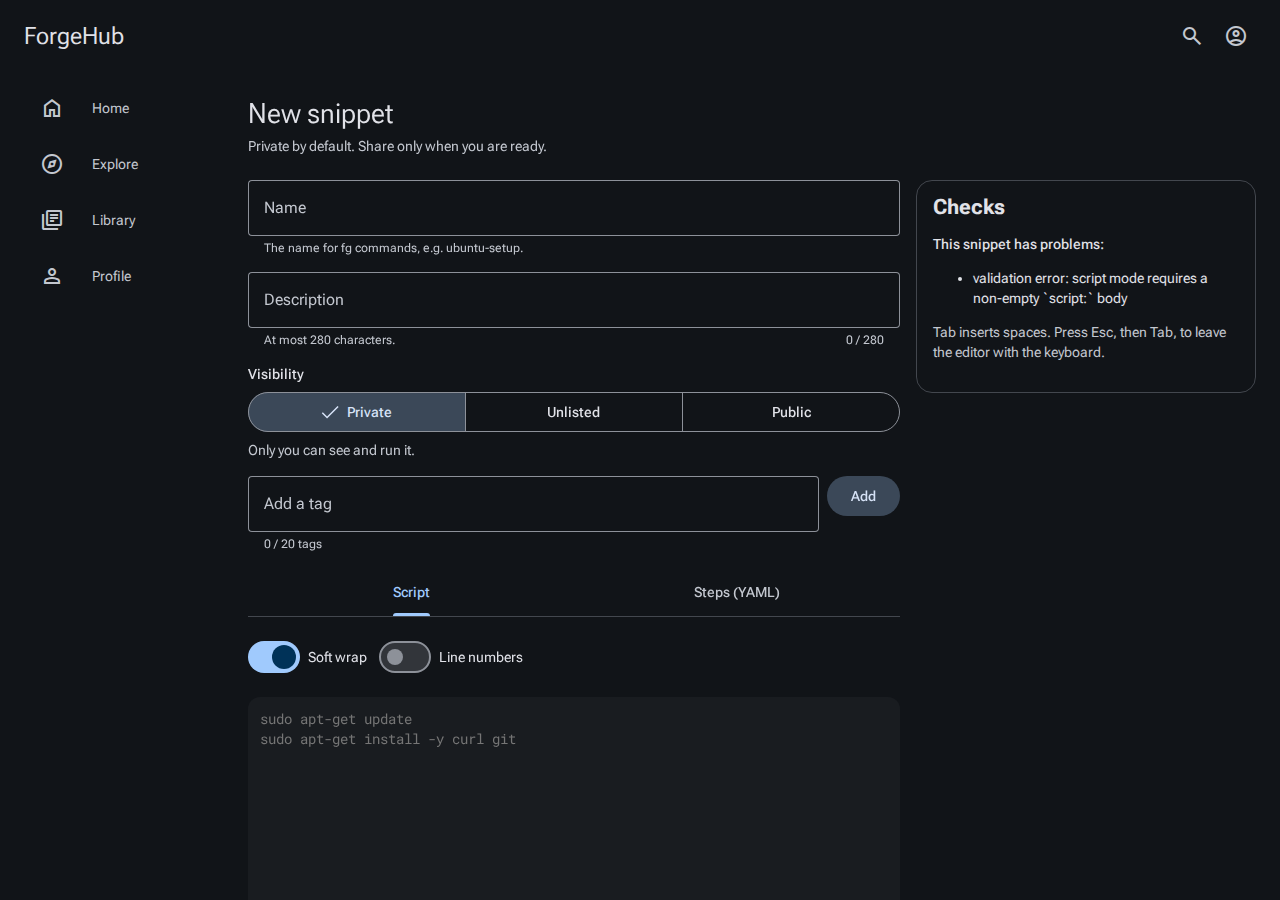 ForgeHub
Home
Explore
Library
Profile
New snippet
Private by default. Share only when you are ready.
Name
The name for fg commands, e.g. ubuntu-setup.
Description
At most 280 characters.
0 / 280
Visibility
Private
Unlisted
Public
Only you can see and run it.
Add a tag
Add
0 / 20 tags
Script
Steps (YAML)
Soft wrap
Line numbers
sudo apt-get update
sudo apt-get install -y curl git
Checks
This snippet has problems:
• validation error: script mode requires a
non-empty `script:` body
Tab inserts spaces. Press Esc, then Tab, to leave
the editor with the keyboard.